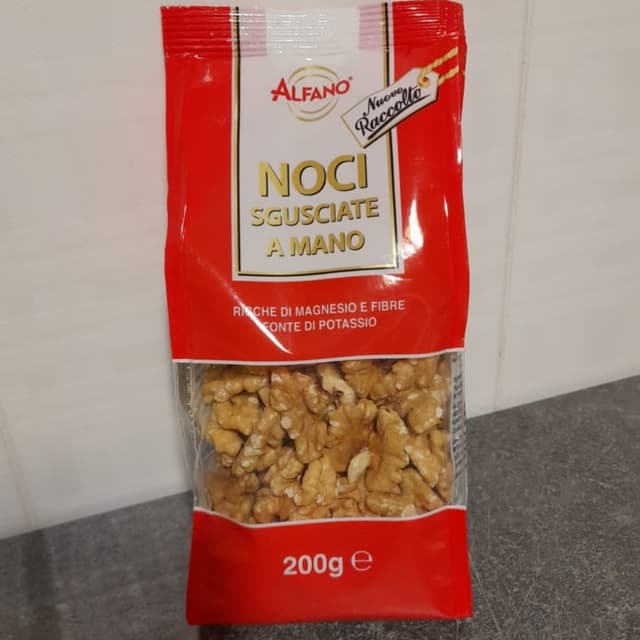 ALFANO®
Nuovo
Raccolto
NOCI
SGUSCIATE
A MANO
RICCHE DI MAGNESIO E FIBRE
FONTE DI POTASSIO
200g ℮